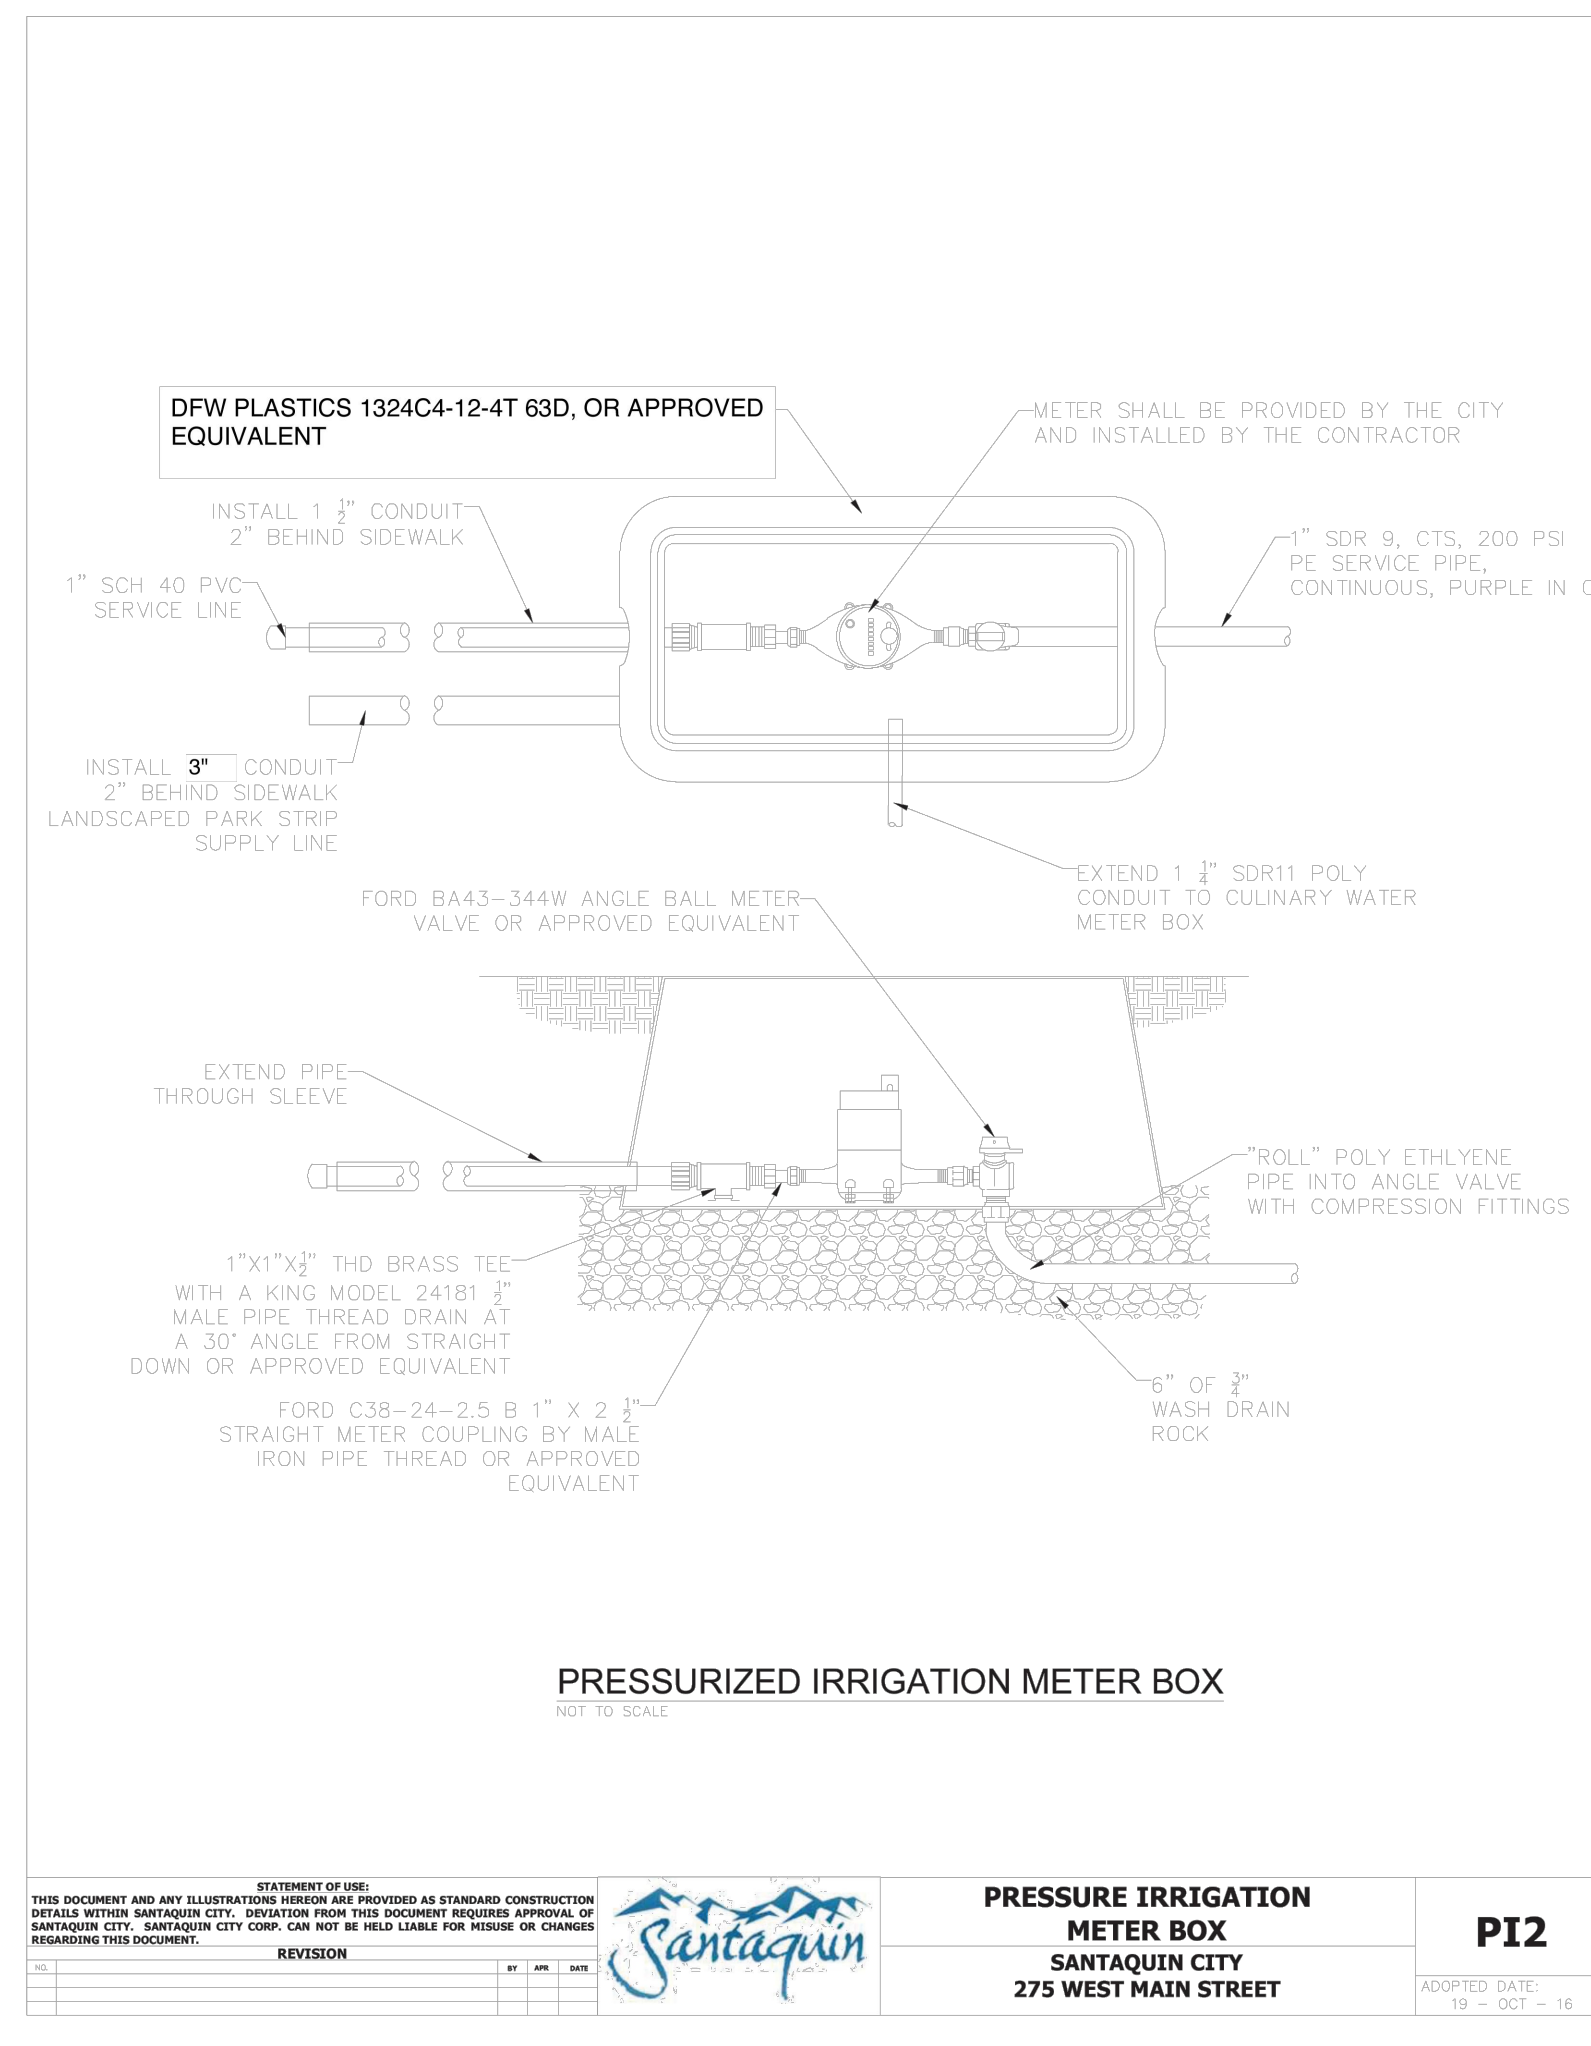 DFW PLASTICS 1324C4-12-4T 63D, OR APPROVED
EQUIVALENT
METER SHALL BE PROVIDED BY THE CITY
AND INSTALLED BY THE CONTRACTOR
INSTALL 1 1/2" CONDUIT
2" BEHIND SIDEWALK
1" SDR 9, CTS, 200 PSI
PE SERVICE PIPE,
CONTINUOUS, PURPLE IN
1" SCH 40 PVC
SERVICE LINE
INSTALL 3" CONDUIT
2" BEHIND SIDEWALK
LANDSCAPED PARK STRIP
SUPPLY LINE
EXTEND 1 1/4" SDR11 POLY
CONDUIT TO CULINARY WATER
METER BOX
FORD BA43-344W ANGLE BALL METER
VALVE OR APPROVED EQUIVALENT
EXTEND PIPE
THROUGH SLEEVE
"ROLL" POLY ETHLYENE
PIPE INTO ANGLE VALVE
WITH COMPRESSION FITTINGS
1"X1"X1/2" THD BRASS TEE
WITH A KING MODEL 24181 1/2"
MALE PIPE THREAD DRAIN AT
A 30° ANGLE FROM STRAIGHT
DOWN OR APPROVED EQUIVALENT
6" OF 3/4"
WASH DRAIN
ROCK
FORD C38-24-2.5 B 1" X 2 1/2"
STRAIGHT METER COUPLING BY MALE
IRON PIPE THREAD OR APPROVED
EQUIVALENT
PRESSURIZED IRRIGATION METER BOX
NOT TO SCALE
STATEMENT OF USE:
THIS DOCUMENT AND ANY ILLUSTRATIONS HEREON ARE PROVIDED AS STANDARD CONSTRUCTION
DETAILS WITHIN SANTAQUIN CITY. DEVIATION FROM THIS DOCUMENT REQUIRES APPROVAL OF
SANTAQUIN CITY. SANTAQUIN CITY CORP. CAN NOT BE HELD LIABLE FOR MISUSE OR CHANGES
REGARDING THIS DOCUMENT.
REVISION
NO. BY APR DATE
Santaquin
PRESSURE IRRIGATION
METER BOX
SANTAQUIN CITY
275 WEST MAIN STREET
PI2
ADOPTED DATE:
19 - OCT - 16